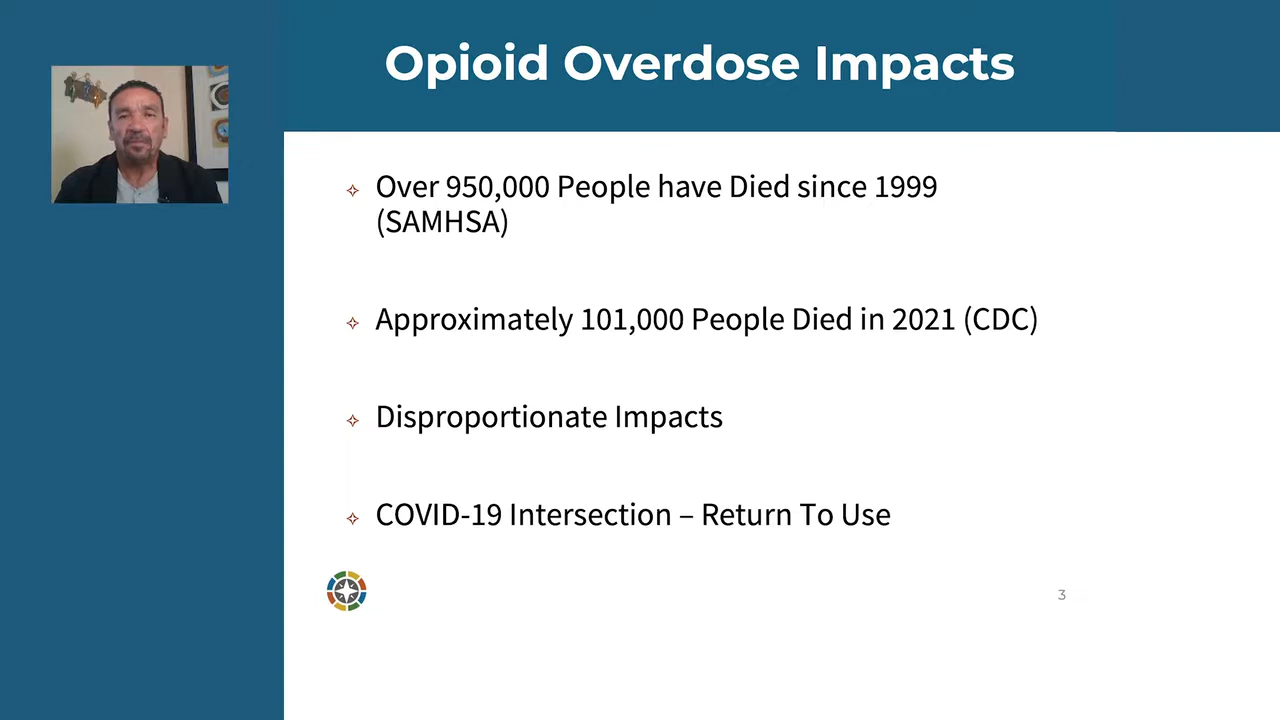 Opioid Overdose Impacts
Over 950,000 People have Died since 1999
(SAMHSA)
Approximately 101,000 People Died in 2021 (CDC)
Disproportionate Impacts
COVID-19 Intersection – Return To Use
3